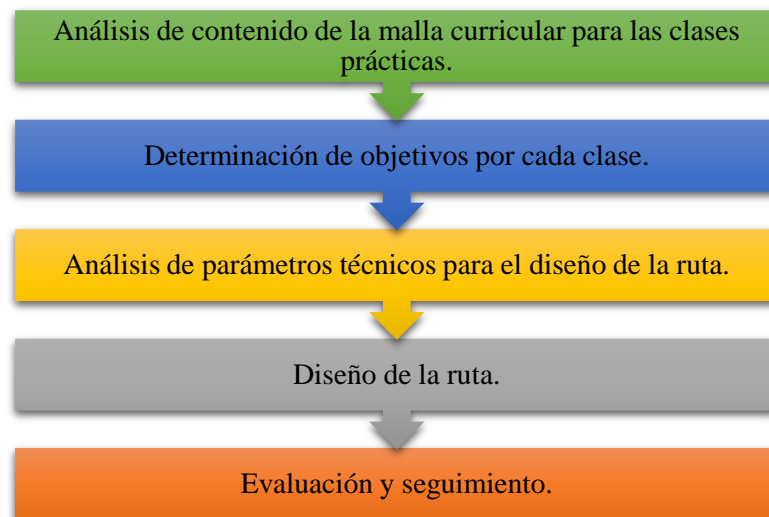 Análisis de contenido de la malla curricular para las clases
prácticas.
Determinación de objetivos por cada clase.
Análisis de parámetros técnicos para el diseño de la ruta.
Diseño de la ruta.
Evaluación y seguimiento.